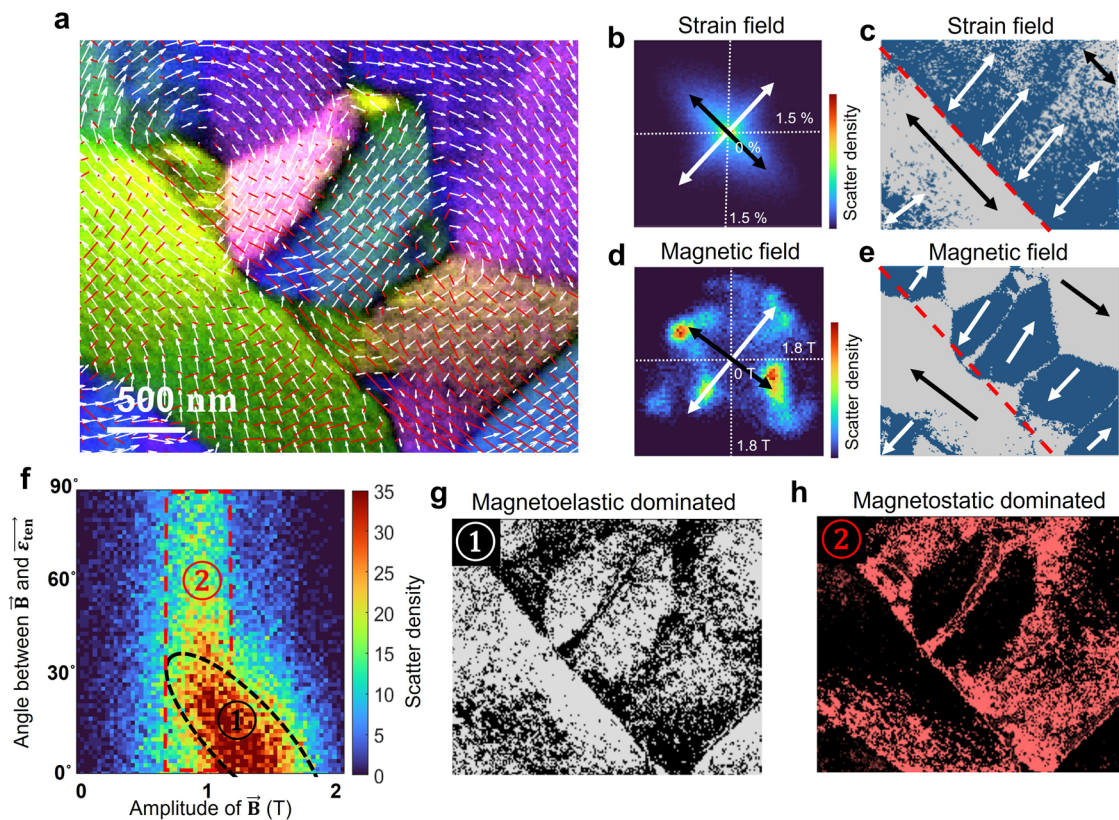 a
500 nm
b
Strain field
1.5 %
0 %
1.5 %
Scatter density
c
Strain field
d
Magnetic field
1.8 T
0 T
1.8 T
Scatter density
e
Magnetic field
f
90°
60°
30°
0°
0
1
2
Angle between B⃗ and ε_ten⃗
Amplitude of B⃗ (T)
1
2
35
30
25
20
15
10
5
0
Scatter density
g
Magnetoelastic dominated
1
h
Magnetostatic dominated
2